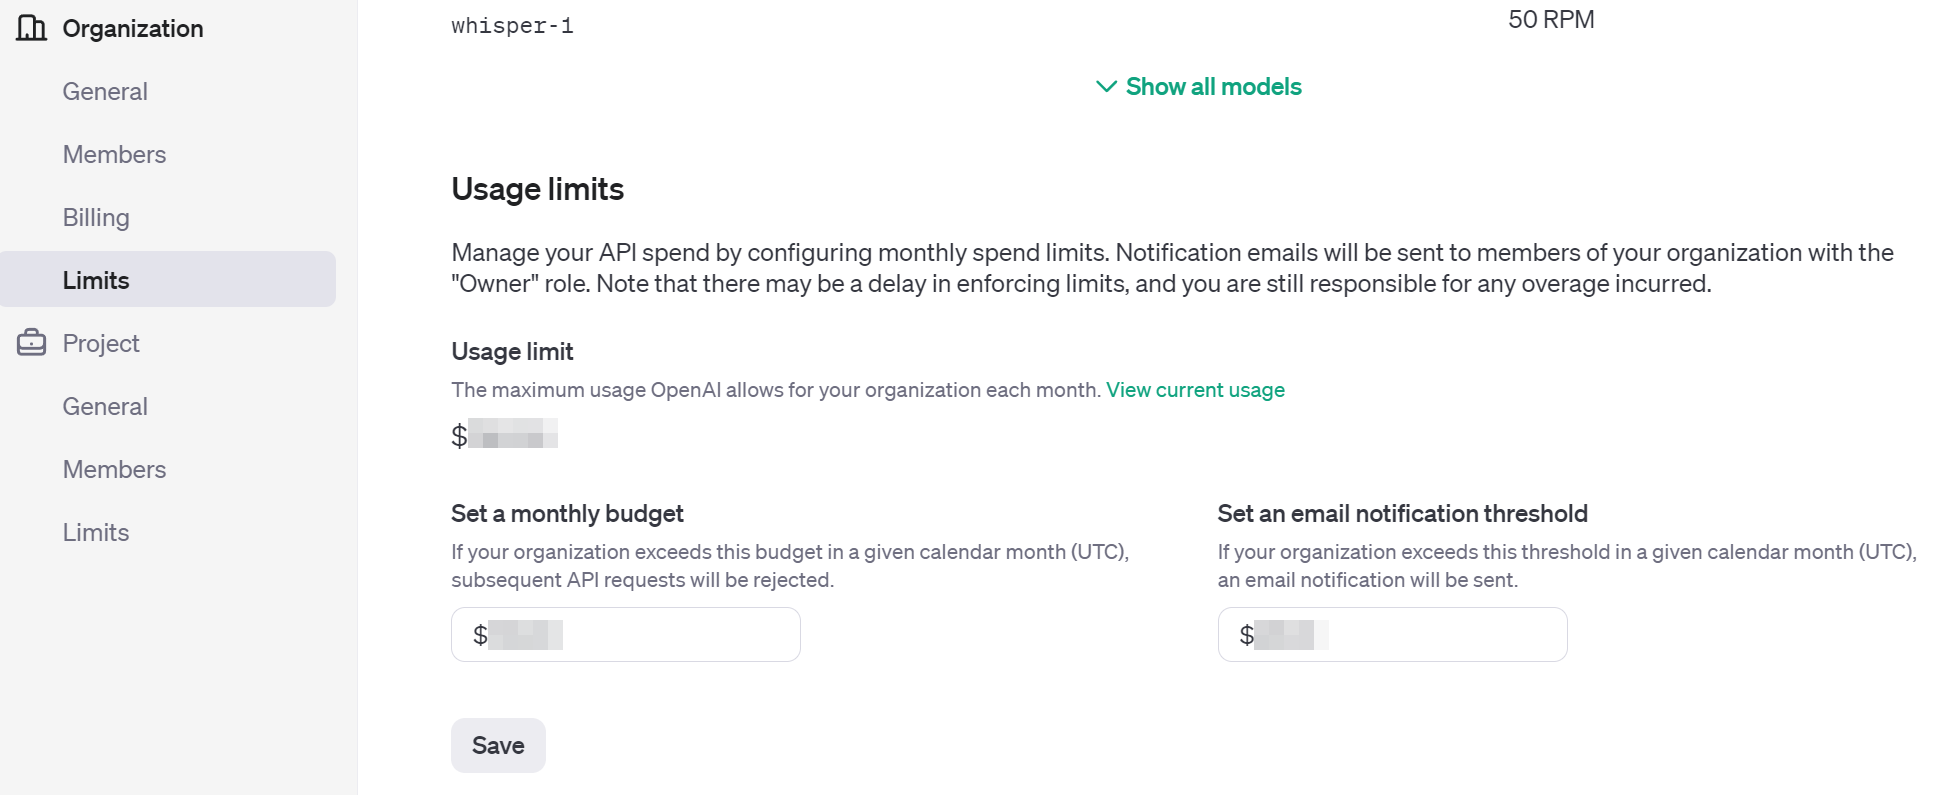 Organization
General
Members
Billing
Limits
Project
General
Members
Limits
whisper-1
50 RPM
Show all models
Usage limits
Manage your API spend by configuring monthly spend limits. Notification emails will be sent to members of your organization with the
"Owner" role. Note that there may be a delay in enforcing limits, and you are still responsible for any overage incurred.
Usage limit
The maximum usage OpenAI allows for your organization each month. View current usage
$
Set a monthly budget
If your organization exceeds this budget in a given calendar month (UTC),
subsequent API requests will be rejected.
$
Set an email notification threshold
If your organization exceeds this threshold in a given calendar month (UTC),
an email notification will be sent.
$
Save